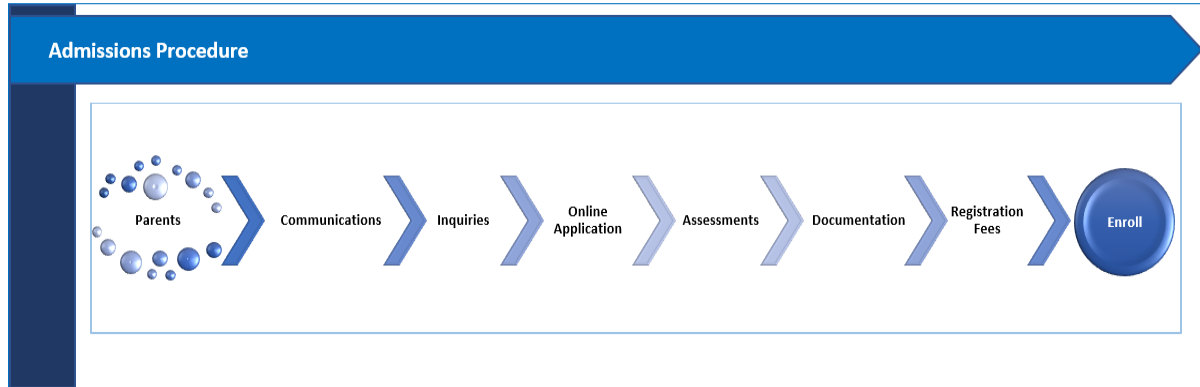 Admissions Procedure
Parents
Communications
Inquiries
Online
Application
Assessments
Documentation
Registration
Fees
Enroll